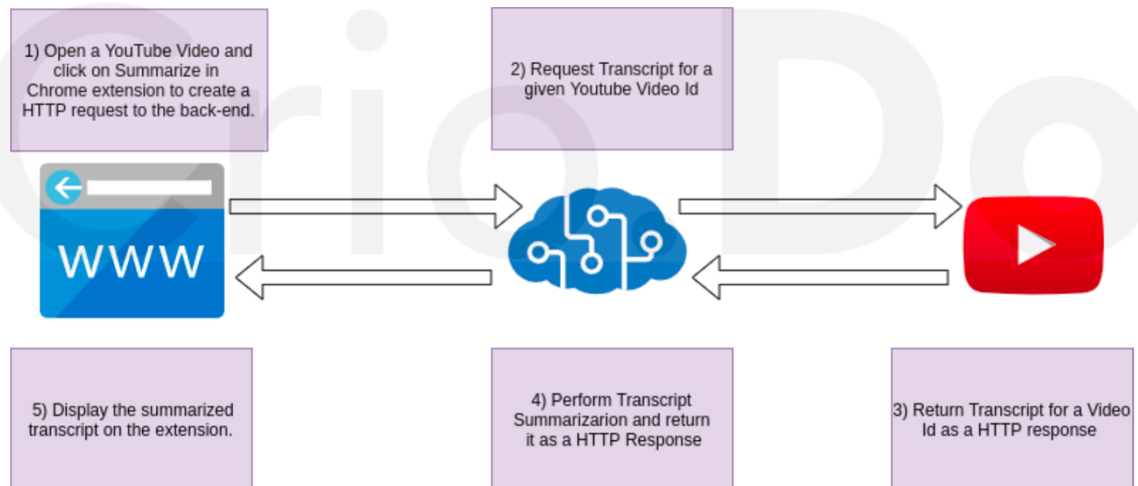 1) Open a YouTube Video and
click on Summarize in
Chrome extension to create a
HTTP request to the back-end.
2) Request Transcript for a
given Youtube Video Id
WWW
5) Display the summarized
transcript on the extension.
4) Perform Transcript
Summarizarion and return
it as a HTTP Response
3) Return Transcript for a Video
Id as a HTTP response
Crio Do